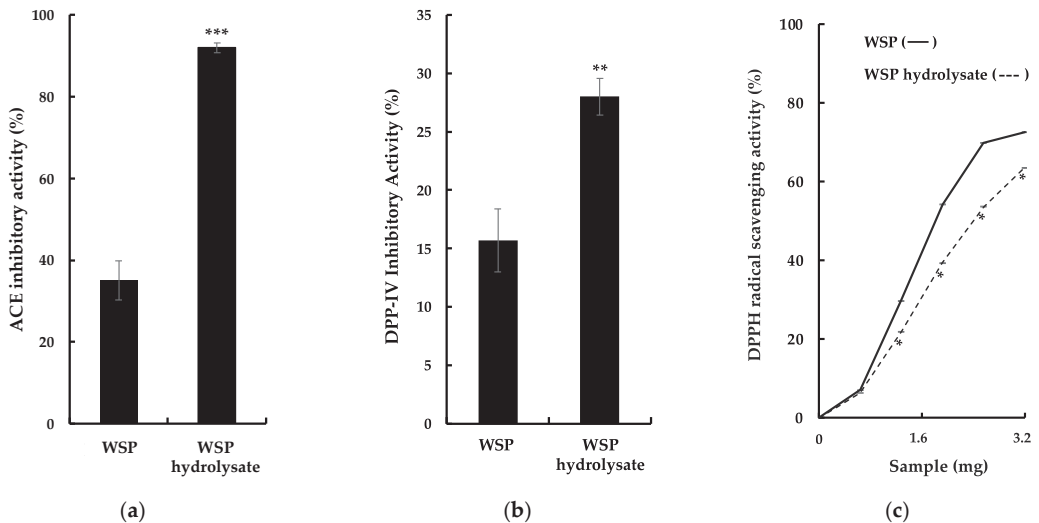 100
80
60
40
20
0
ACE inhibitory activity (%)
***
WSP
WSP
hydrolysate
(a)
35
30
25
20
15
10
5
0
DPP-IV Inhibitory Activity (%)
**
WSP
WSP
hydrolysate
(b)
100
80
60
40
20
0
DPPH radical scavenging activity (%)
WSP ( )
WSP hydrolysate ( )
*
*
*
*
0
1.6
3.2
Sample (mg)
(c)